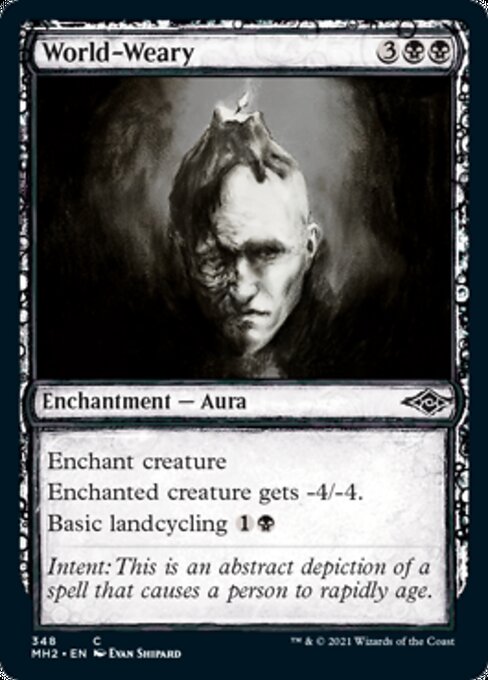 World-Weary 3
Enchantment — Aura
Enchant creature
Enchanted creature gets -4/-4.
Basic landcycling 1
Intent: This is an abstract depiction of a
spell that causes a person to rapidly age.
348 C
MH2 • EN Evan Shipard
™ & © 2021 Wizards of the Coast